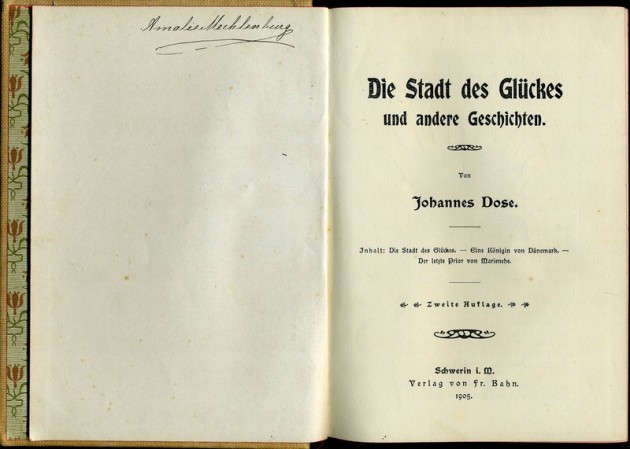 Amalie Mecklenburg
Die Stadt des Glückes
und andere Geschichten.
Von
Johannes Dose.
Inhalt: Die Stadt des Glückes. — Eine Königin von Dänemark. —
Der letzte Prior von Marienehe.
Zweite Auflage.
Schwerin i. M.
Verlag von Fr. Bahn.
1905.